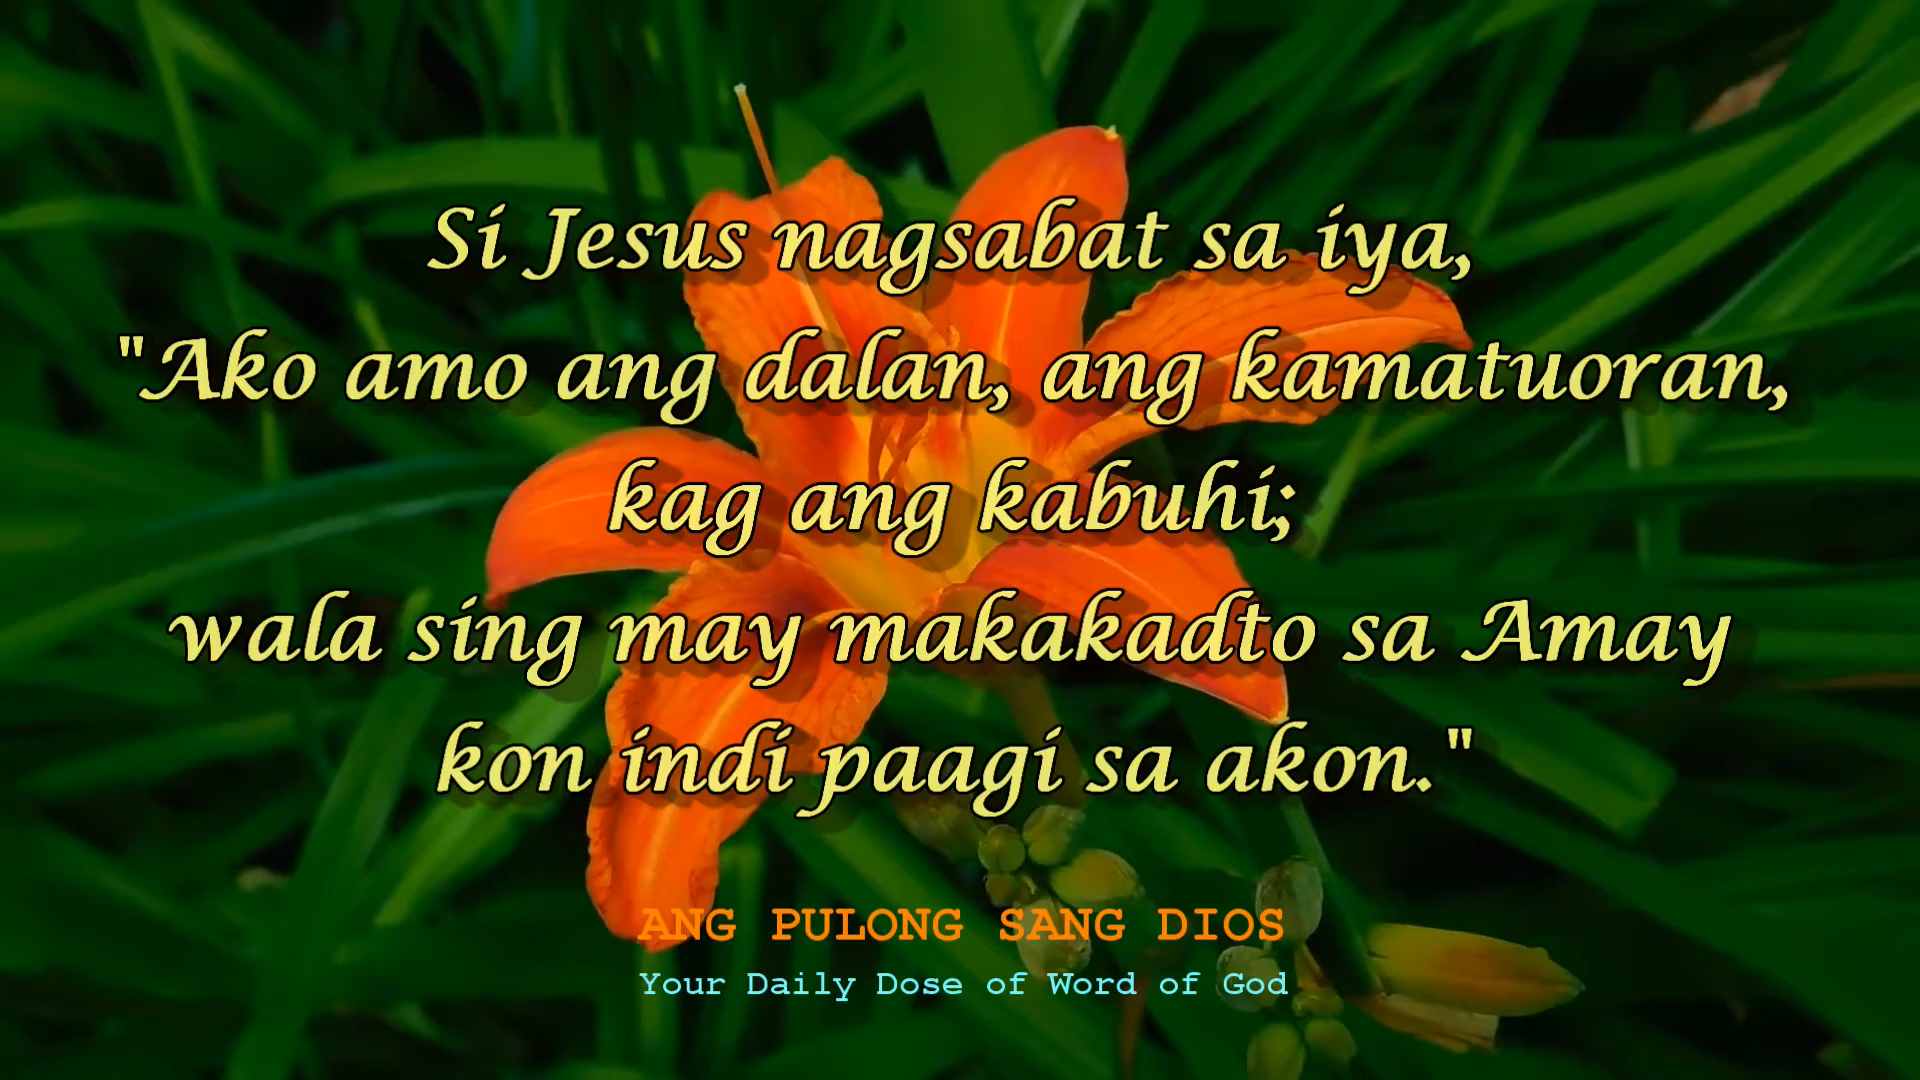 Si Jesus nagsabat sa iya,
"Ako amo ang dalan, ang kamatuoran,
kag ang kabuhi;
wala sing may makakadto sa Amay
kon indi paagi sa akon."
ANG PULONG SANG DIOS
Your Daily Dose of Word of God